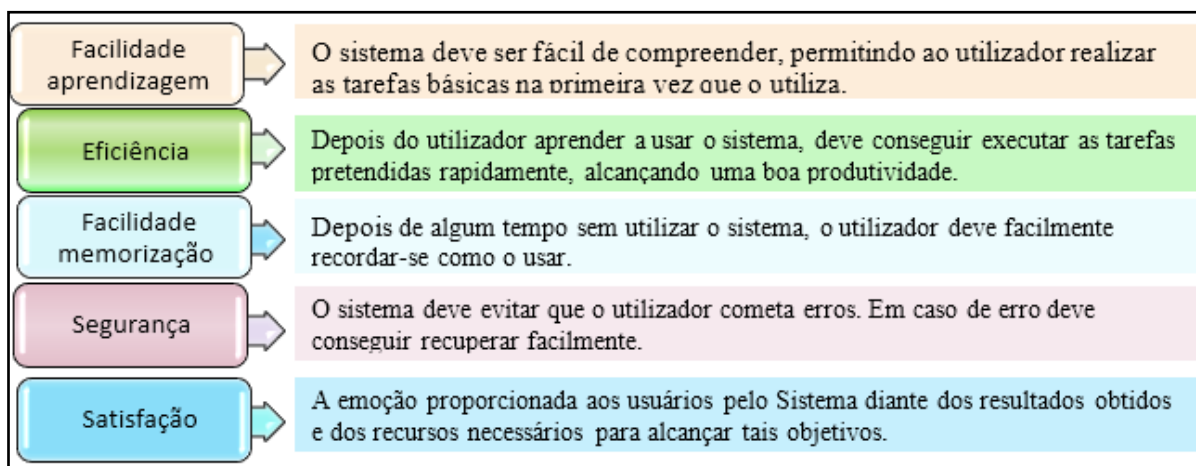 Facilidade
aprendizagem
O sistema deve ser fácil de compreender, permitindo ao utilizador realizar
as tarefas básicas na primeira vez que o utiliza.
Eficiência
Depois do utilizador aprender a usar o sistema, deve conseguir executar as tarefas
pretendidas rapidamente, alcançando uma boa produtividade.
Facilidade
memorização
Depois de algum tempo sem utilizar o sistema, o utilizador deve facilmente
recordar-se como o usar.
Segurança
O sistema deve evitar que o utilizador cometa erros. Em caso de erro deve
conseguir recuperar facilmente.
Satisfação
A emoção proporcionada aos usuários pelo Sistema diante dos resultados obtidos
e dos recursos necessários para alcançar tais objetivos.